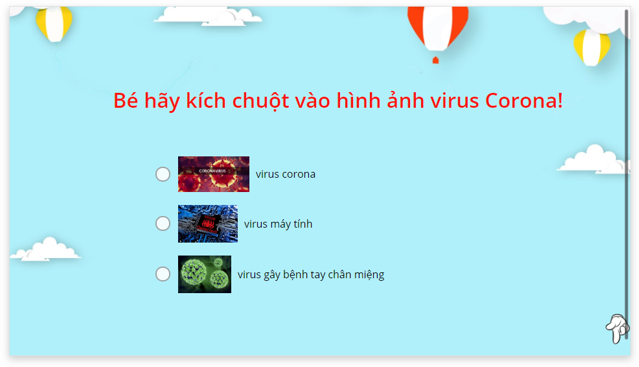 Bé hãy kích chuột vào hình ảnh virus Corona!
CORONAVIRUS
virus corona
virus máy tính
virus gây bệnh tay chân miệng